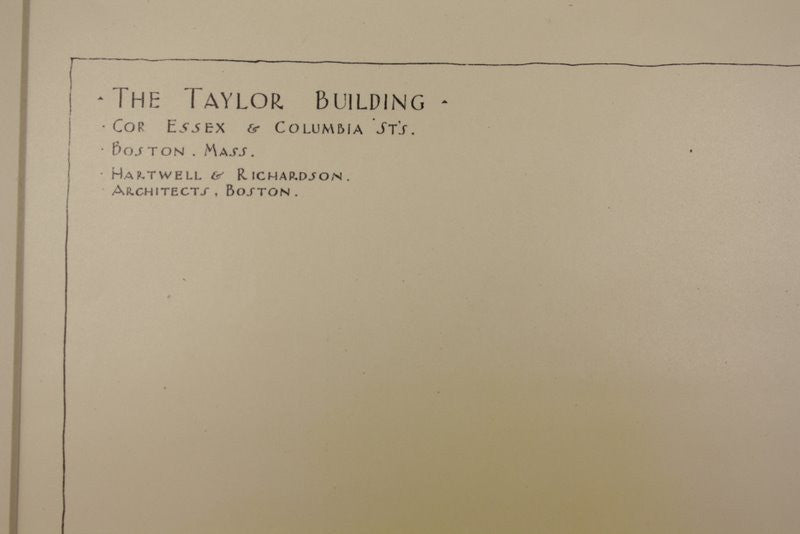 · The Taylor Building ·
· Cor Essex & Columbia St's.
· Boston. Mass.
· Hartwell & Richardson.
· Architects, Boston.